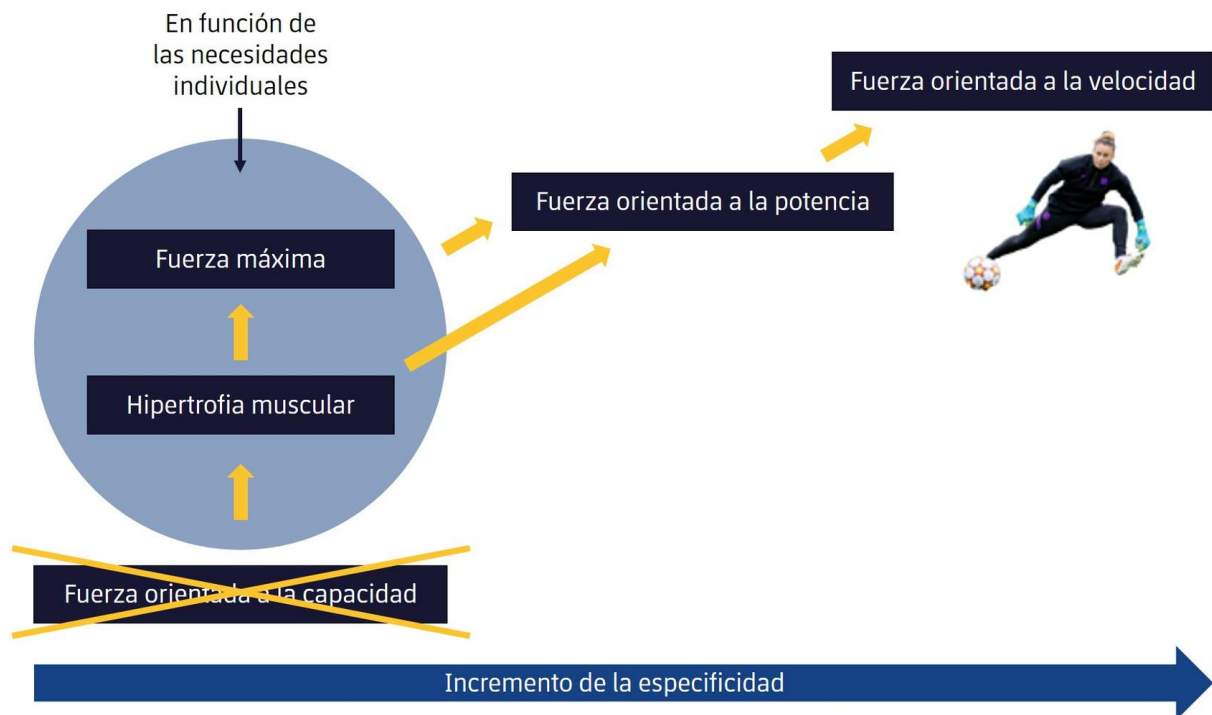 En función de
las necesidades
individuales
Fuerza orientada a la velocidad
Fuerza orientada a la potencia
Fuerza máxima
Hipertrofia muscular
Fuerza orientada a la capacidad
Incremento de la especificidad